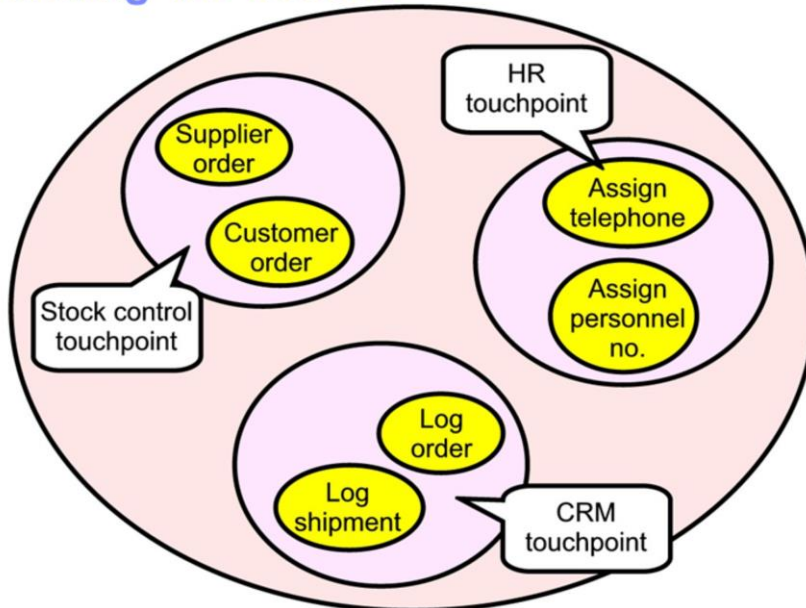 HR
touchpoint
Supplier
order
Assign
telephone
Customer
order
Assign
personnel
no.
Stock control
touchpoint
Log
order
Log
shipment
CRM
touchpoint